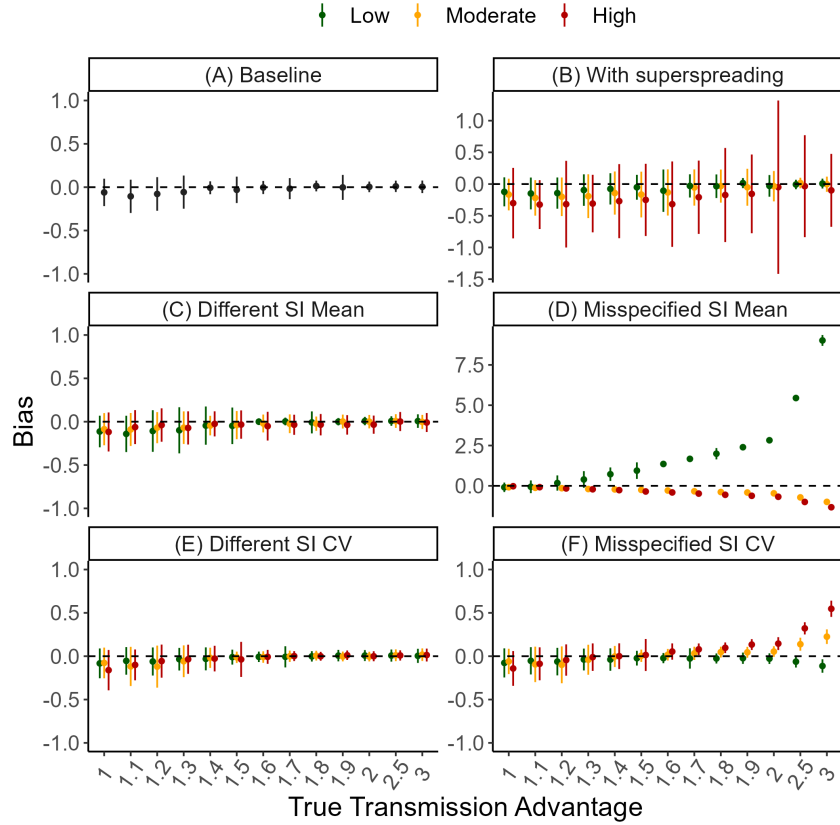 Low Moderate High
(A) Baseline
(B) With superspreading
1.0
0.5
0.0
-0.5
-1.0
1.0
0.5
0.0
-0.5
-1.0
-1.5
(C) Different SI Mean
(D) Misspecified SI Mean
1.0
0.5
0.0
-0.5
-1.0
7.5
5.0
2.5
0.0
Bias
(E) Different SI CV
(F) Misspecified SI CV
1.0
0.5
0.0
-0.5
-1.0
1.0
0.5
0.0
-0.5
-1.0
1 1.1 1.2 1.3 1.4 1.5 1.6 1.7 1.8 1.9 2 2.5 3
1 1.1 1.2 1.3 1.4 1.5 1.6 1.7 1.8 1.9 2 2.5 3
True Transmission Advantage